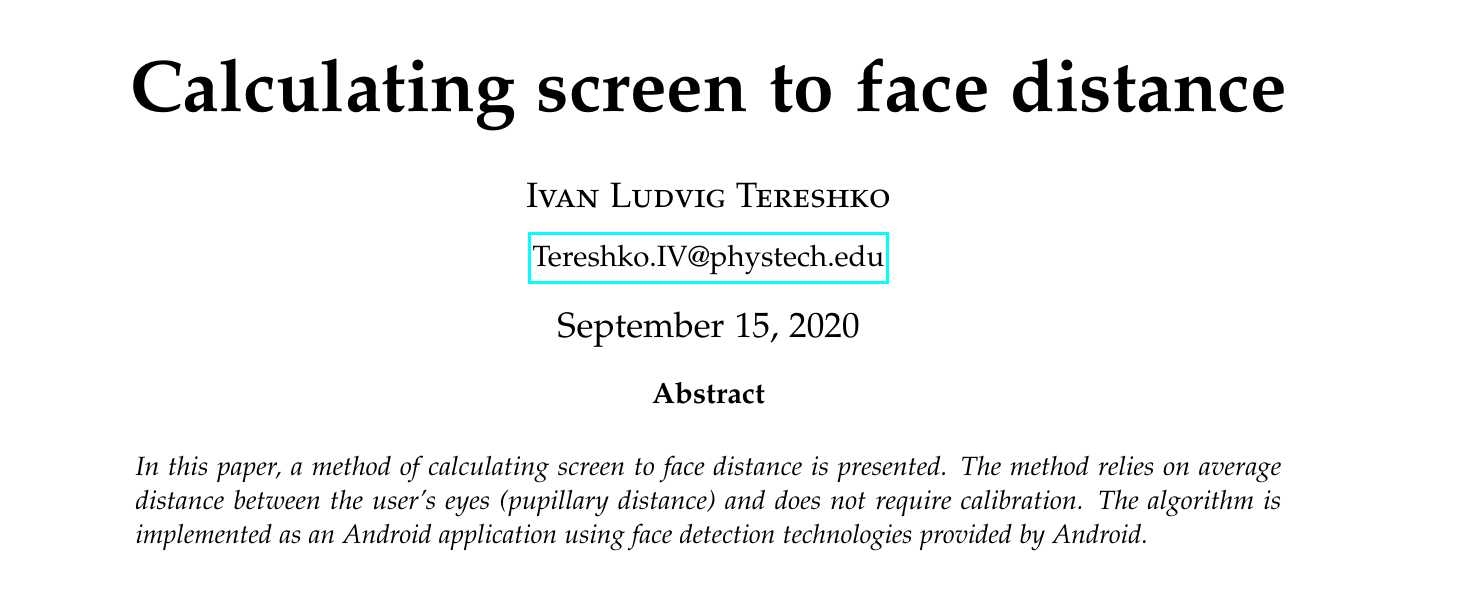 Calculating screen to face distance
Ivan Ludvig Tereshko
Tereshko.IV@phystech.edu
September 15, 2020
Abstract
In this paper, a method of calculating screen to face distance is presented. The method relies on average
distance between the user's eyes (pupillary distance) and does not require calibration. The algorithm is
implemented as an Android application using face detection technologies provided by Android.